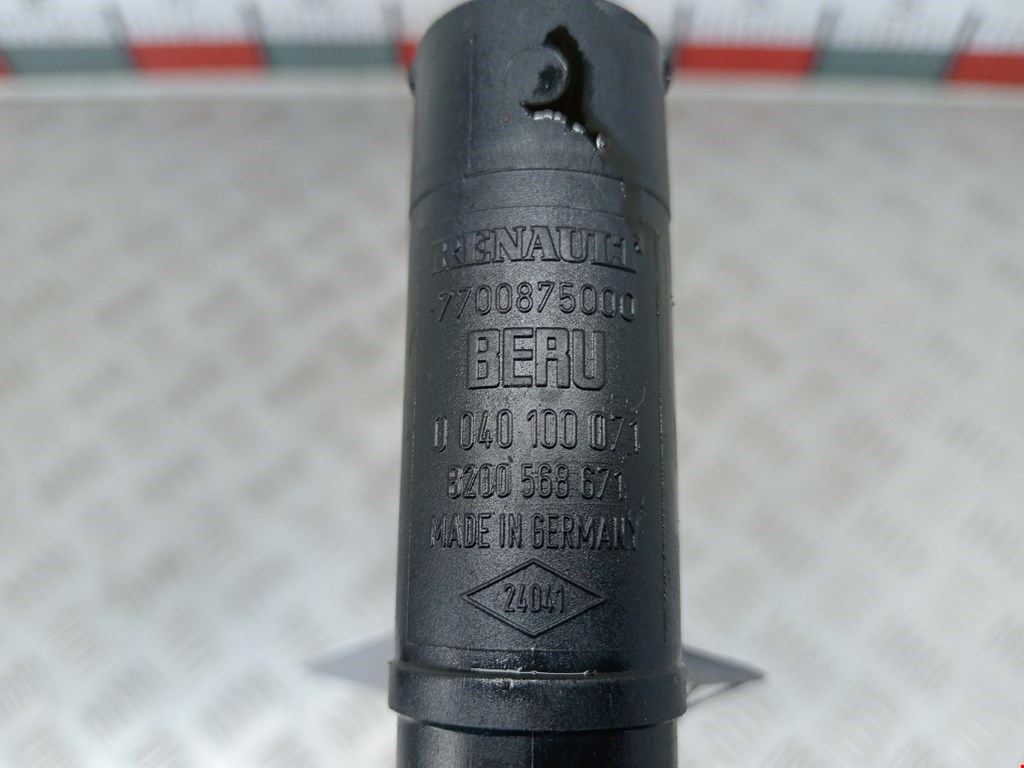 RENAULT
7700875000
BERU
0 040 100 071
8200 568 671
MADE IN GERMANY
24041